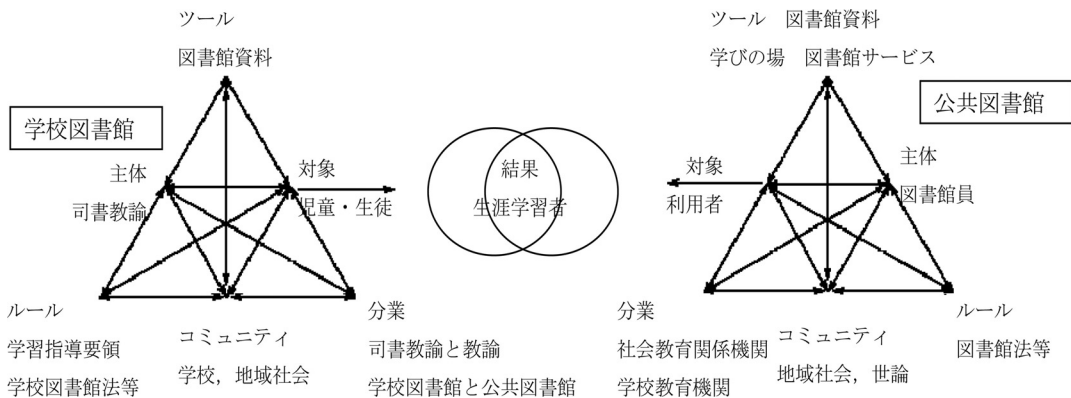 ツール
図書館資料
学校図書館
主体
司書教諭
対象
児童・生徒
ルール
学習指導要領
学校図書館法等
コミュニティ
学校，地域社会
分業
司書教諭と教諭
学校図書館と公共図書館
結果
生涯学習者
ツール　図書館資料
学びの場　図書館サービス
公共図書館
対象
利用者
主体
図書館員
分業
社会教育関係機関
学校教育機関
コミュニティ
地域社会，世論
ルール
図書館法等